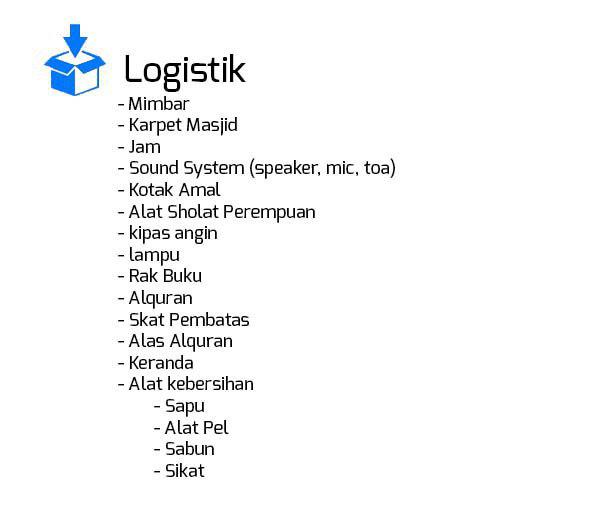 Logistik
- Mimbar
- Karpet Masjid
- Jam
- Sound System (speaker, mic, toa)
- Kotak Amal
- Alat Sholat Perempuan
- kipas angin
- lampu
- Rak Buku
- Alquran
- Skat Pembatas
- Alas Alquran
- Keranda
- Alat kebersihan
- Sapu
- Alat Pel
- Sabun
- Sikat